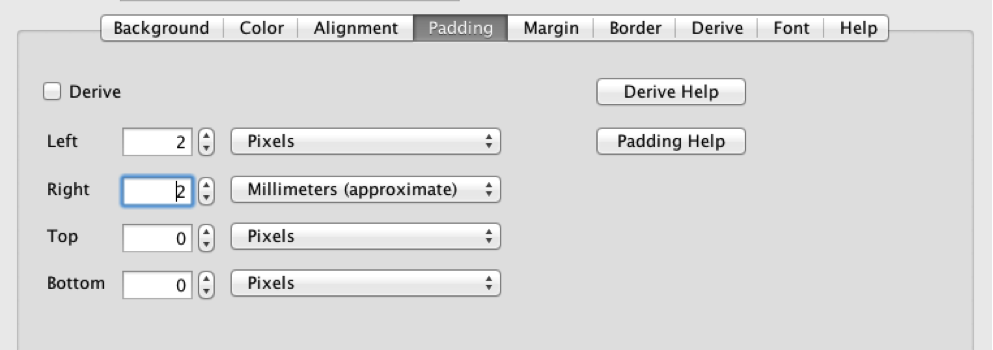 Background Color Alignment Padding Margin Border Derive Font Help
Derive Derive Help
Left 2 Pixels Padding Help
Right 2 Millimeters (approximate)
Top 0 Pixels
Bottom 0 Pixels